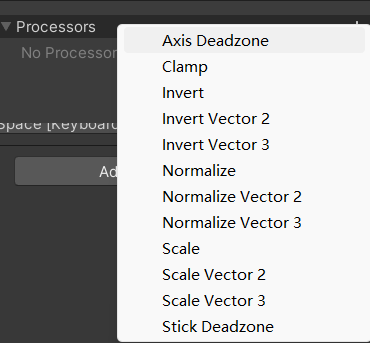 Processors
No Processor
Space [Keyboard
Ad
Axis Deadzone
Clamp
Invert
Invert Vector 2
Invert Vector 3
Normalize
Normalize Vector 2
Normalize Vector 3
Scale
Scale Vector 2
Scale Vector 3
Stick Deadzone